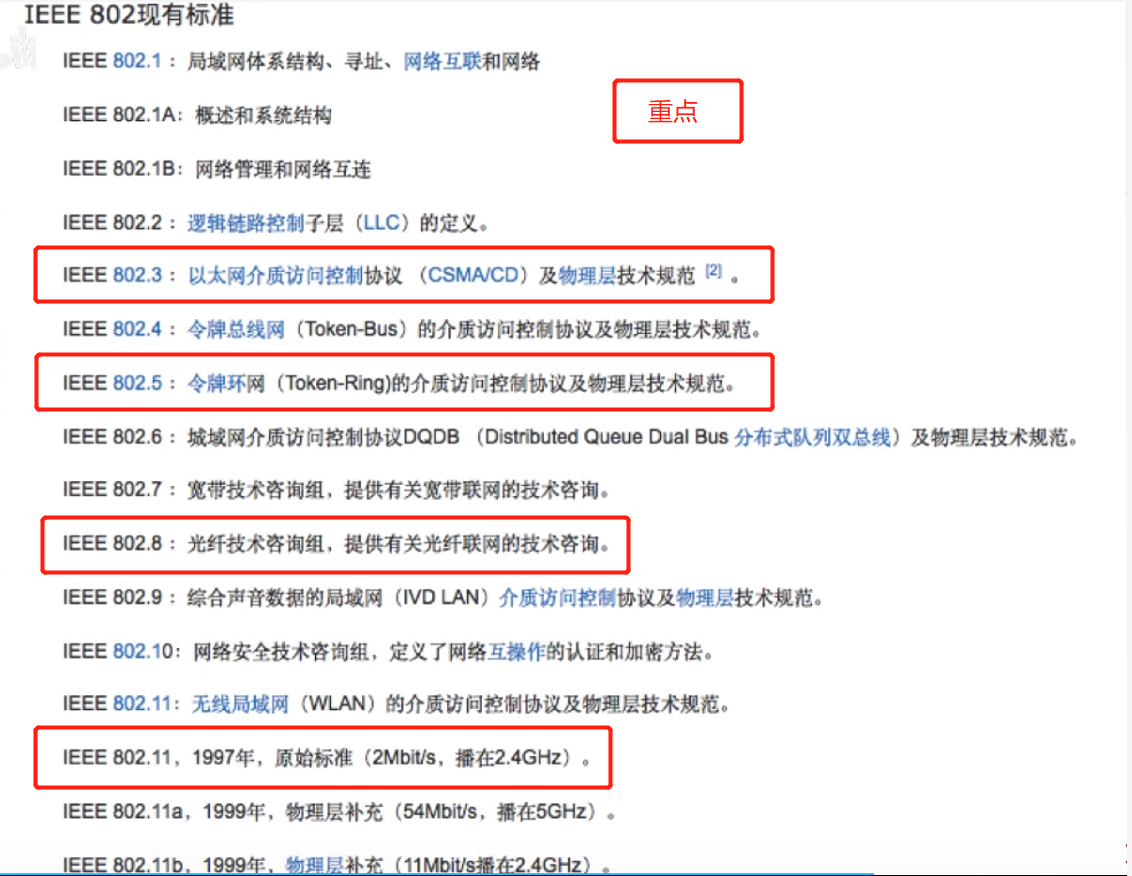 IEEE 802现有标准
IEEE 802.1 ：局域网体系结构、寻址、网络互联和网络
重点
IEEE 802.1A：概述和系统结构
IEEE 802.1B：网络管理和网络互连
IEEE 802.2 ：逻辑链路控制子层（LLC）的定义。
IEEE 802.3 ：以太网介质访问控制协议 （CSMA/CD）及物理层技术规范 [2] 。
IEEE 802.4 ：令牌总线网（Token-Bus）的介质访问控制协议及物理层技术规范。
IEEE 802.5 ：令牌环网（Token-Ring)的介质访问控制协议及物理层技术规范。
IEEE 802.6 ：城域网介质访问控制协议DQDB （Distributed Queue Dual Bus 分布式队列双总线）及物理层技术规范。
IEEE 802.7 ：宽带技术咨询组，提供有关宽带联网的技术咨询。
IEEE 802.8 ：光纤技术咨询组，提供有关光纤联网的技术咨询。
IEEE 802.9 ：综合声音数据的局域网（IVD LAN）介质访问控制协议及物理层技术规范。
IEEE 802.10：网络安全技术咨询组，定义了网络互操作的认证和加密方法。
IEEE 802.11：无线局域网（WLAN）的介质访问控制协议及物理层技术规范。
IEEE 802.11，1997年，原始标准（2Mbit/s，播在2.4GHz）。
IEEE 802.11a，1999年，物理层补充（54Mbit/s，播在5GHz）。
IEEE 802.11b，1999年，物理层补充（11Mbit/s播在2.4GHz）。